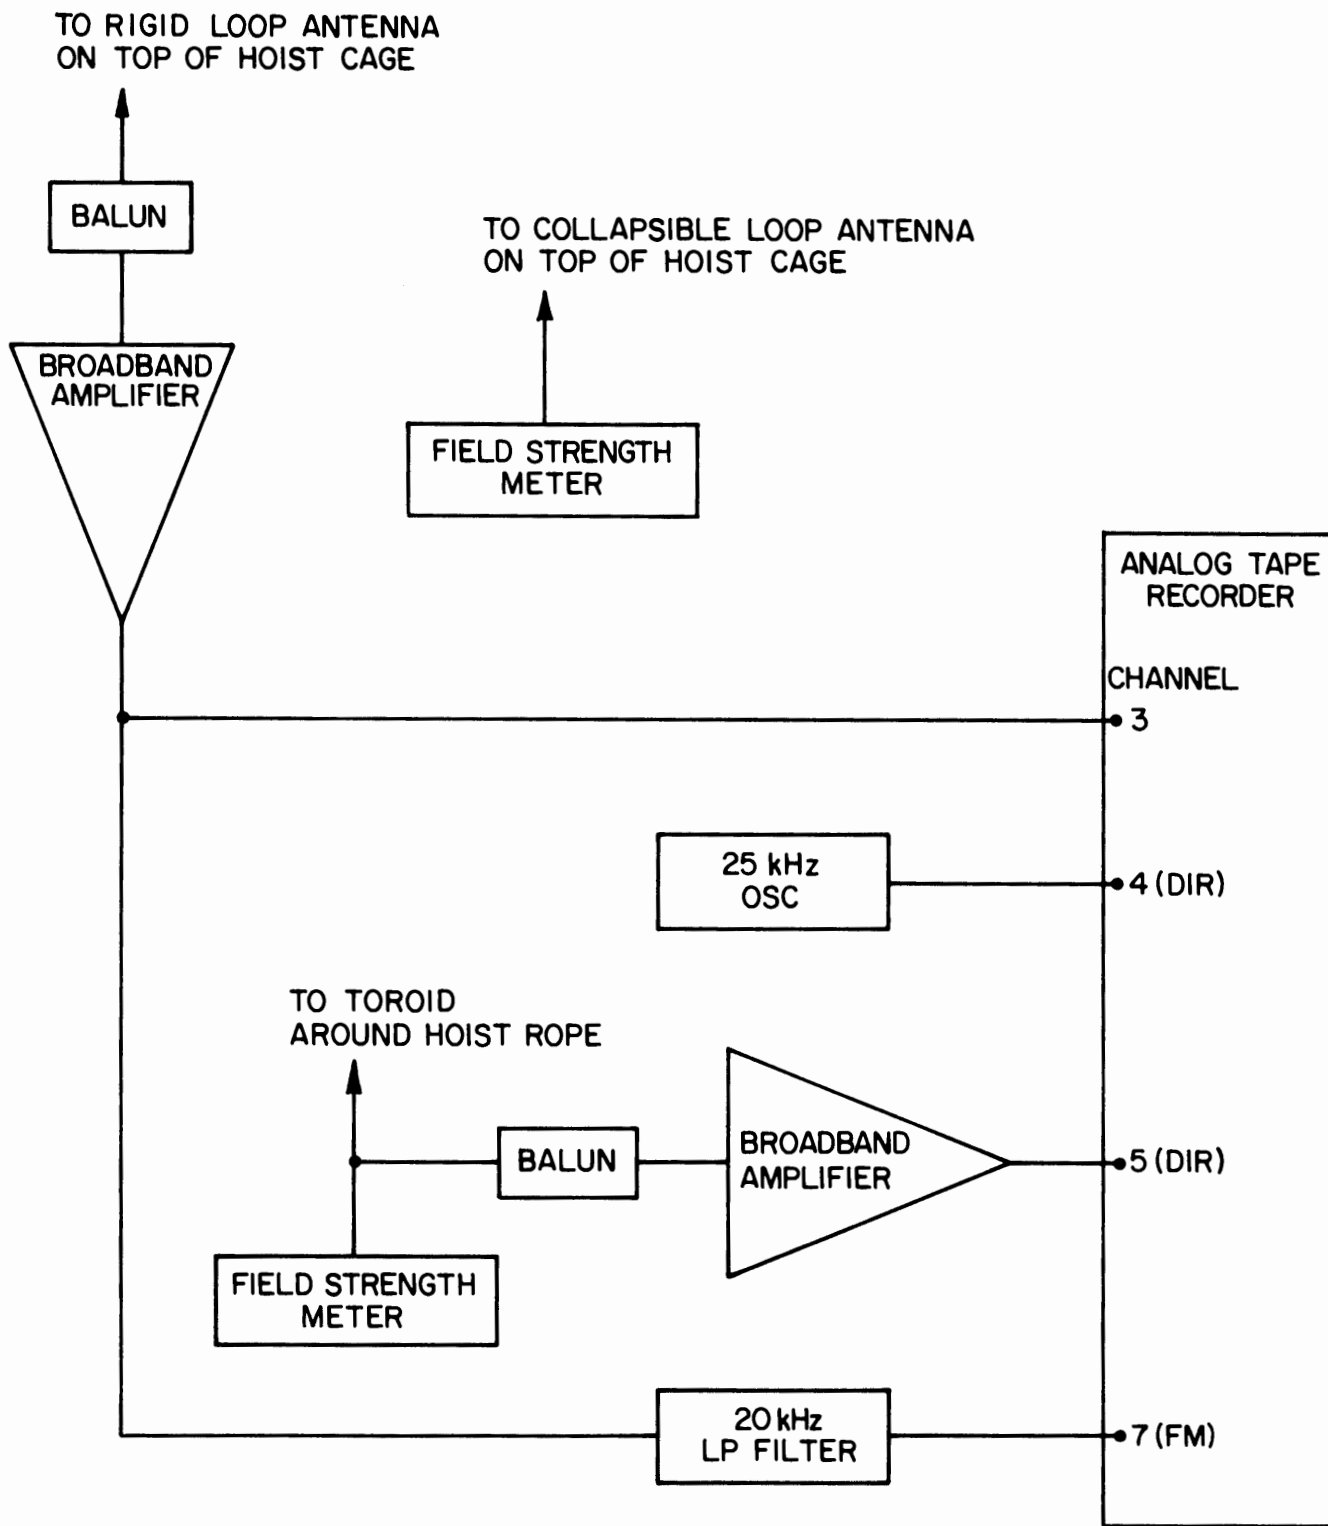 TO RIGID LOOP ANTENNA
ON TOP OF HOIST CAGE
BALUN
TO COLLAPSIBLE LOOP ANTENNA
ON TOP OF HOIST CAGE
BROADBAND
AMPLIFIER
FIELD STRENGTH
METER
ANALOG TAPE
RECORDER
CHANNEL
3
25 kHz
OSC
4 (DIR)
TO TOROID
AROUND HOIST ROPE
BALUN
BROADBAND
AMPLIFIER
5 (DIR)
FIELD STRENGTH
METER
20 kHz
LP FILTER
7 (FM)